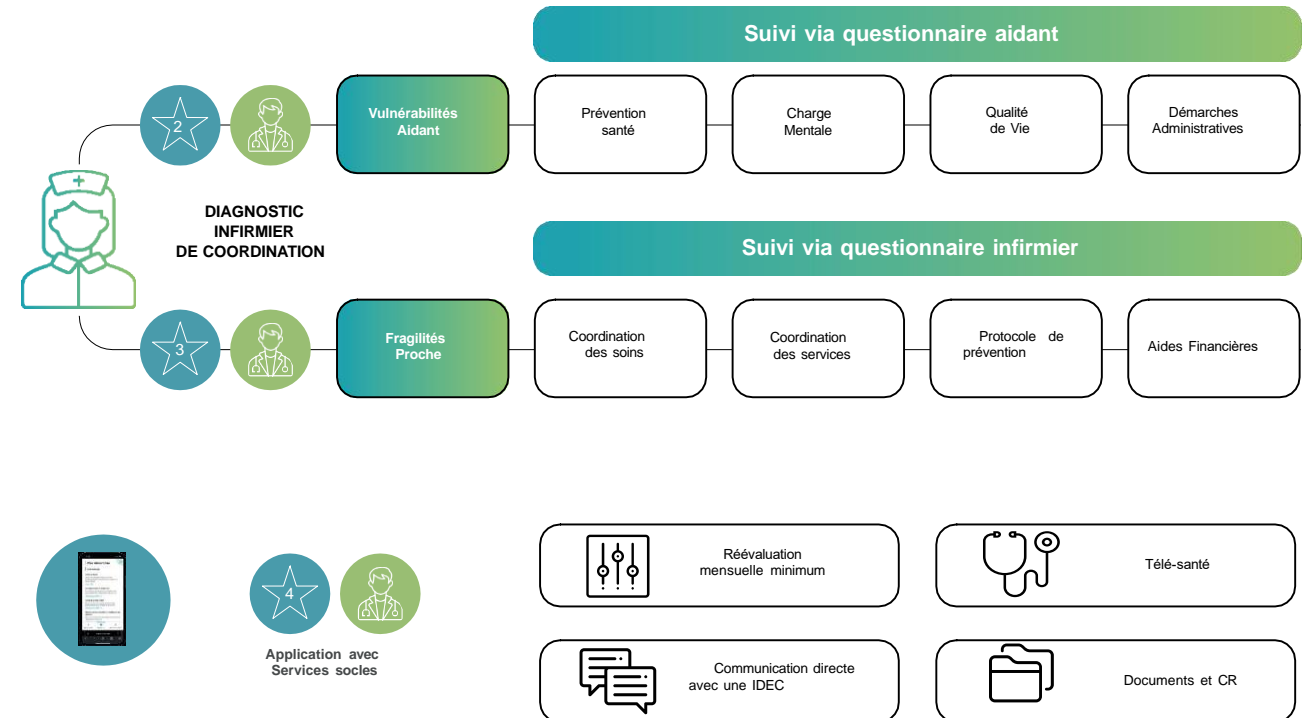 Suivi via questionnaire aidant
2
Vulnérabilités
Aidant
Prévention
santé
Charge
Mentale
Qualité
de Vie
Démarches
Administratives
DIAGNOSTIC
INFIRMIER
DE COORDINATION
Suivi via questionnaire infirmier
3
Fragilités
Proche
Coordination
des soins
Coordination
des services
Protocole de
prévention
Aides Financières
4
Application avec
Services socles
Réévaluation
mensuelle minimum
Télé-santé
Communication directe
avec une IDEC
Documents et CR